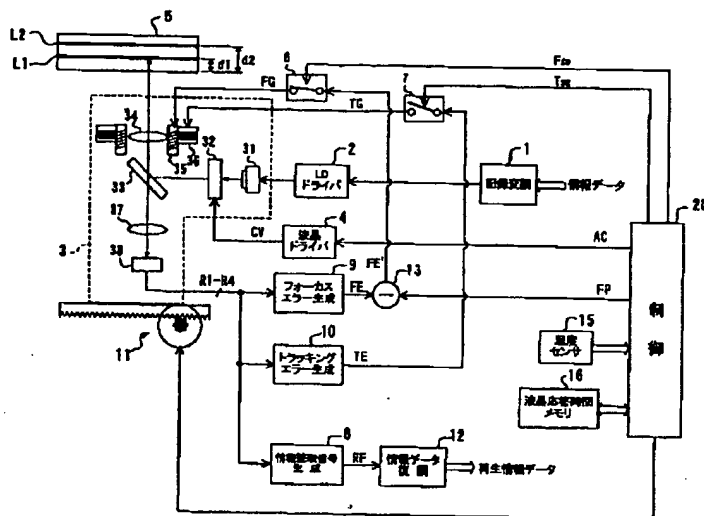 5
L2
L1
d1
d2
6
F_SW
FG
7
T_SW
TG
34
35
36
32
31
2
LD
ドライバ
1
記録変調
情報データ
33
20
37
4
液晶
ドライバ
CV
AC
3
38
FE'
13
R1-R4
9
フォーカス
エラー生成
FE
FP
制
御
15
温度
センサ
10
トラッキング
エラー生成
TE
11
16
液晶応答時間
メモリ
8
情報読取信号
生成
RF
12
情報データ
復調
再生情報データ